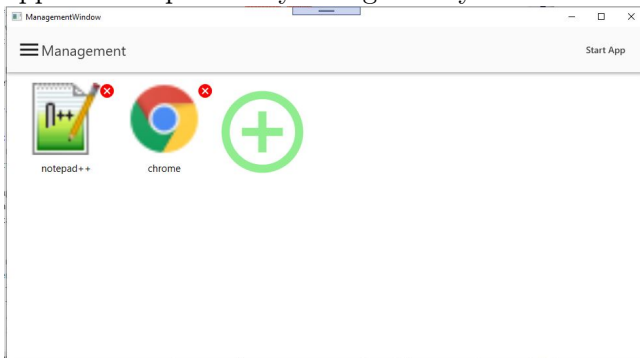 ManagementWindow
Management
Start App
notepad++
chrome